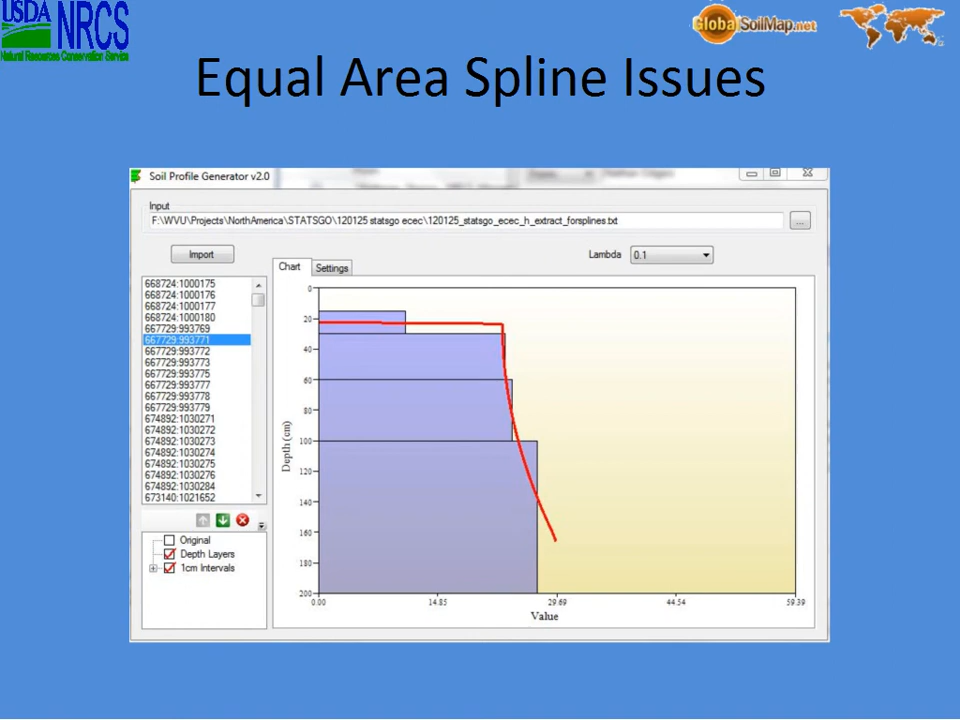 USDA NRCS
Natural Resources Conservation Service
GlobalSoilMap.net
Equal Area Spline Issues
Soil Profile Generator v2.0
Input
F:\WVU\Projects\NorthAmerica\STATSGO\120125 statsgo ecec\120125_statsgo_ecec_h_extract_forsplines.txt
...
Import
Lambda 0.1
Chart Settings
668724:1000175
668724:1000176
668724:1000177
668724:1000180
667729:993769
667729:993771
667729:993772
667729:993773
667729:993775
667729:993777
667729:993778
667729:993779
674892:1030271
674892:1030272
674892:1030273
674892:1030274
674892:1030275
674892:1030276
674892:1030284
673140:1021652
Original
Depth Layers
1cm Intervals
Depth (cm)
0
20
40
60
80
100
120
140
160
180
200
0.00 14.85 29.69 44.54 59.39
Value